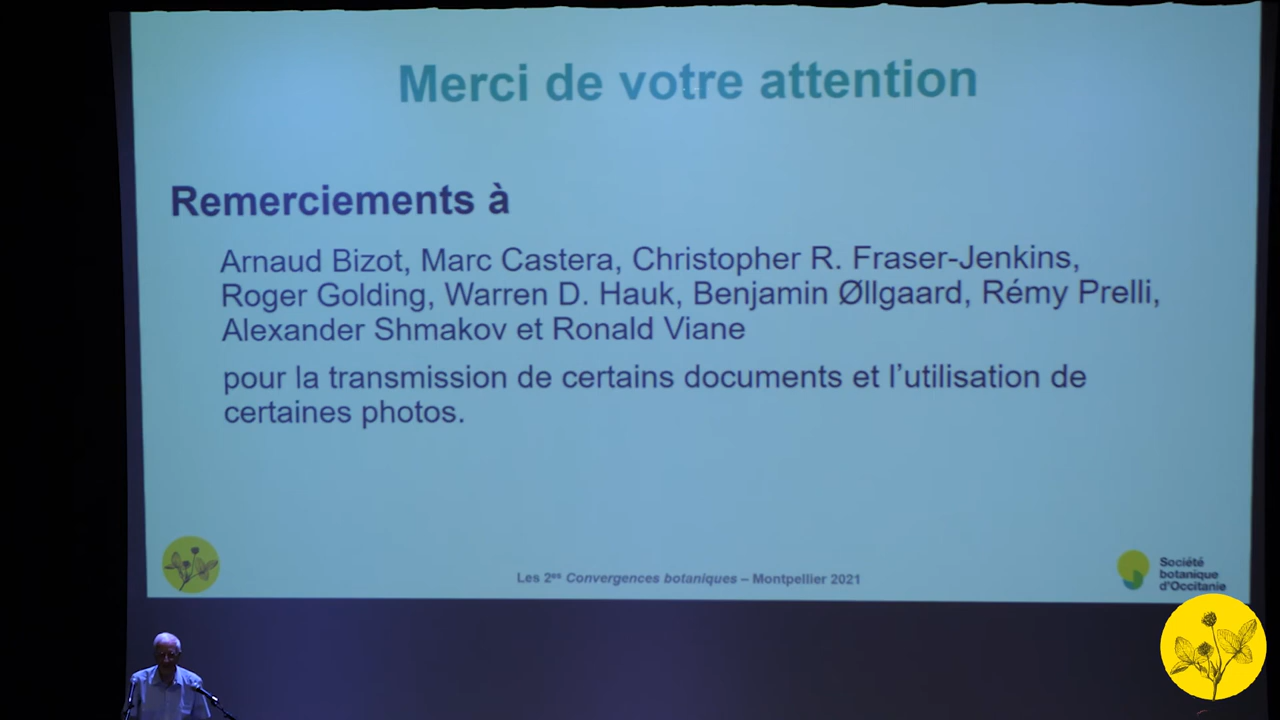 Merci de votre attention
Remerciements à
Arnaud Bizot, Marc Castera, Christopher R. Fraser-Jenkins,
Roger Golding, Warren D. Hauk, Benjamin Øllgaard, Rémy Prelli,
Alexander Shmakov et Ronald Viane
pour la transmission de certains documents et l’utilisation de
certaines photos.
Les 2es Convergences botaniques – Montpellier 2021
Société
botanique
d’Occitanie